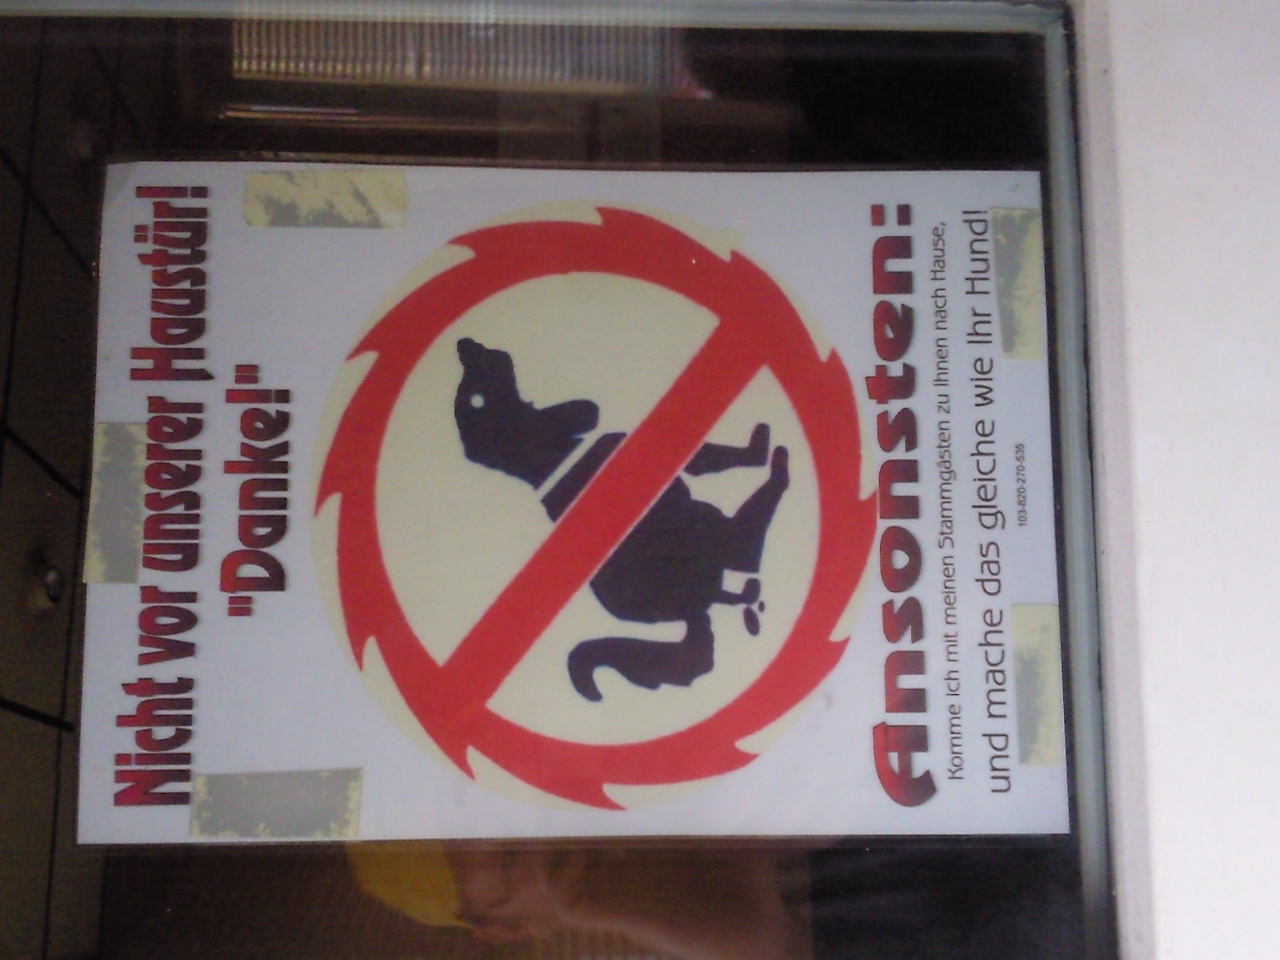 Nicht vor unserer Haustür!
"Danke!"
Ansonsten:
Komme ich mit meinen Stammgästen zu Ihnen nach Hause,
und mache das gleiche wie Ihr Hund!
103-820-270-535